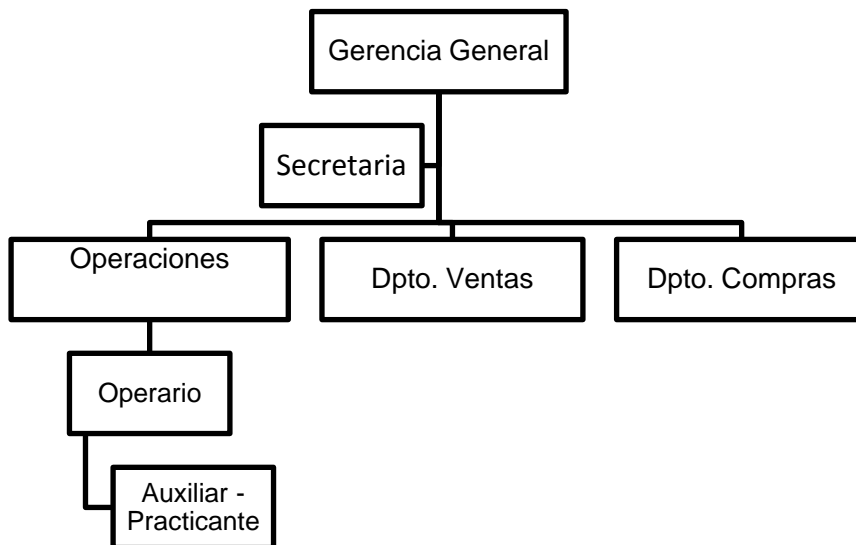 Gerencia General
Secretaria
Operaciones
Dpto. Ventas
Dpto. Compras
Operario
Auxiliar -
Practicante